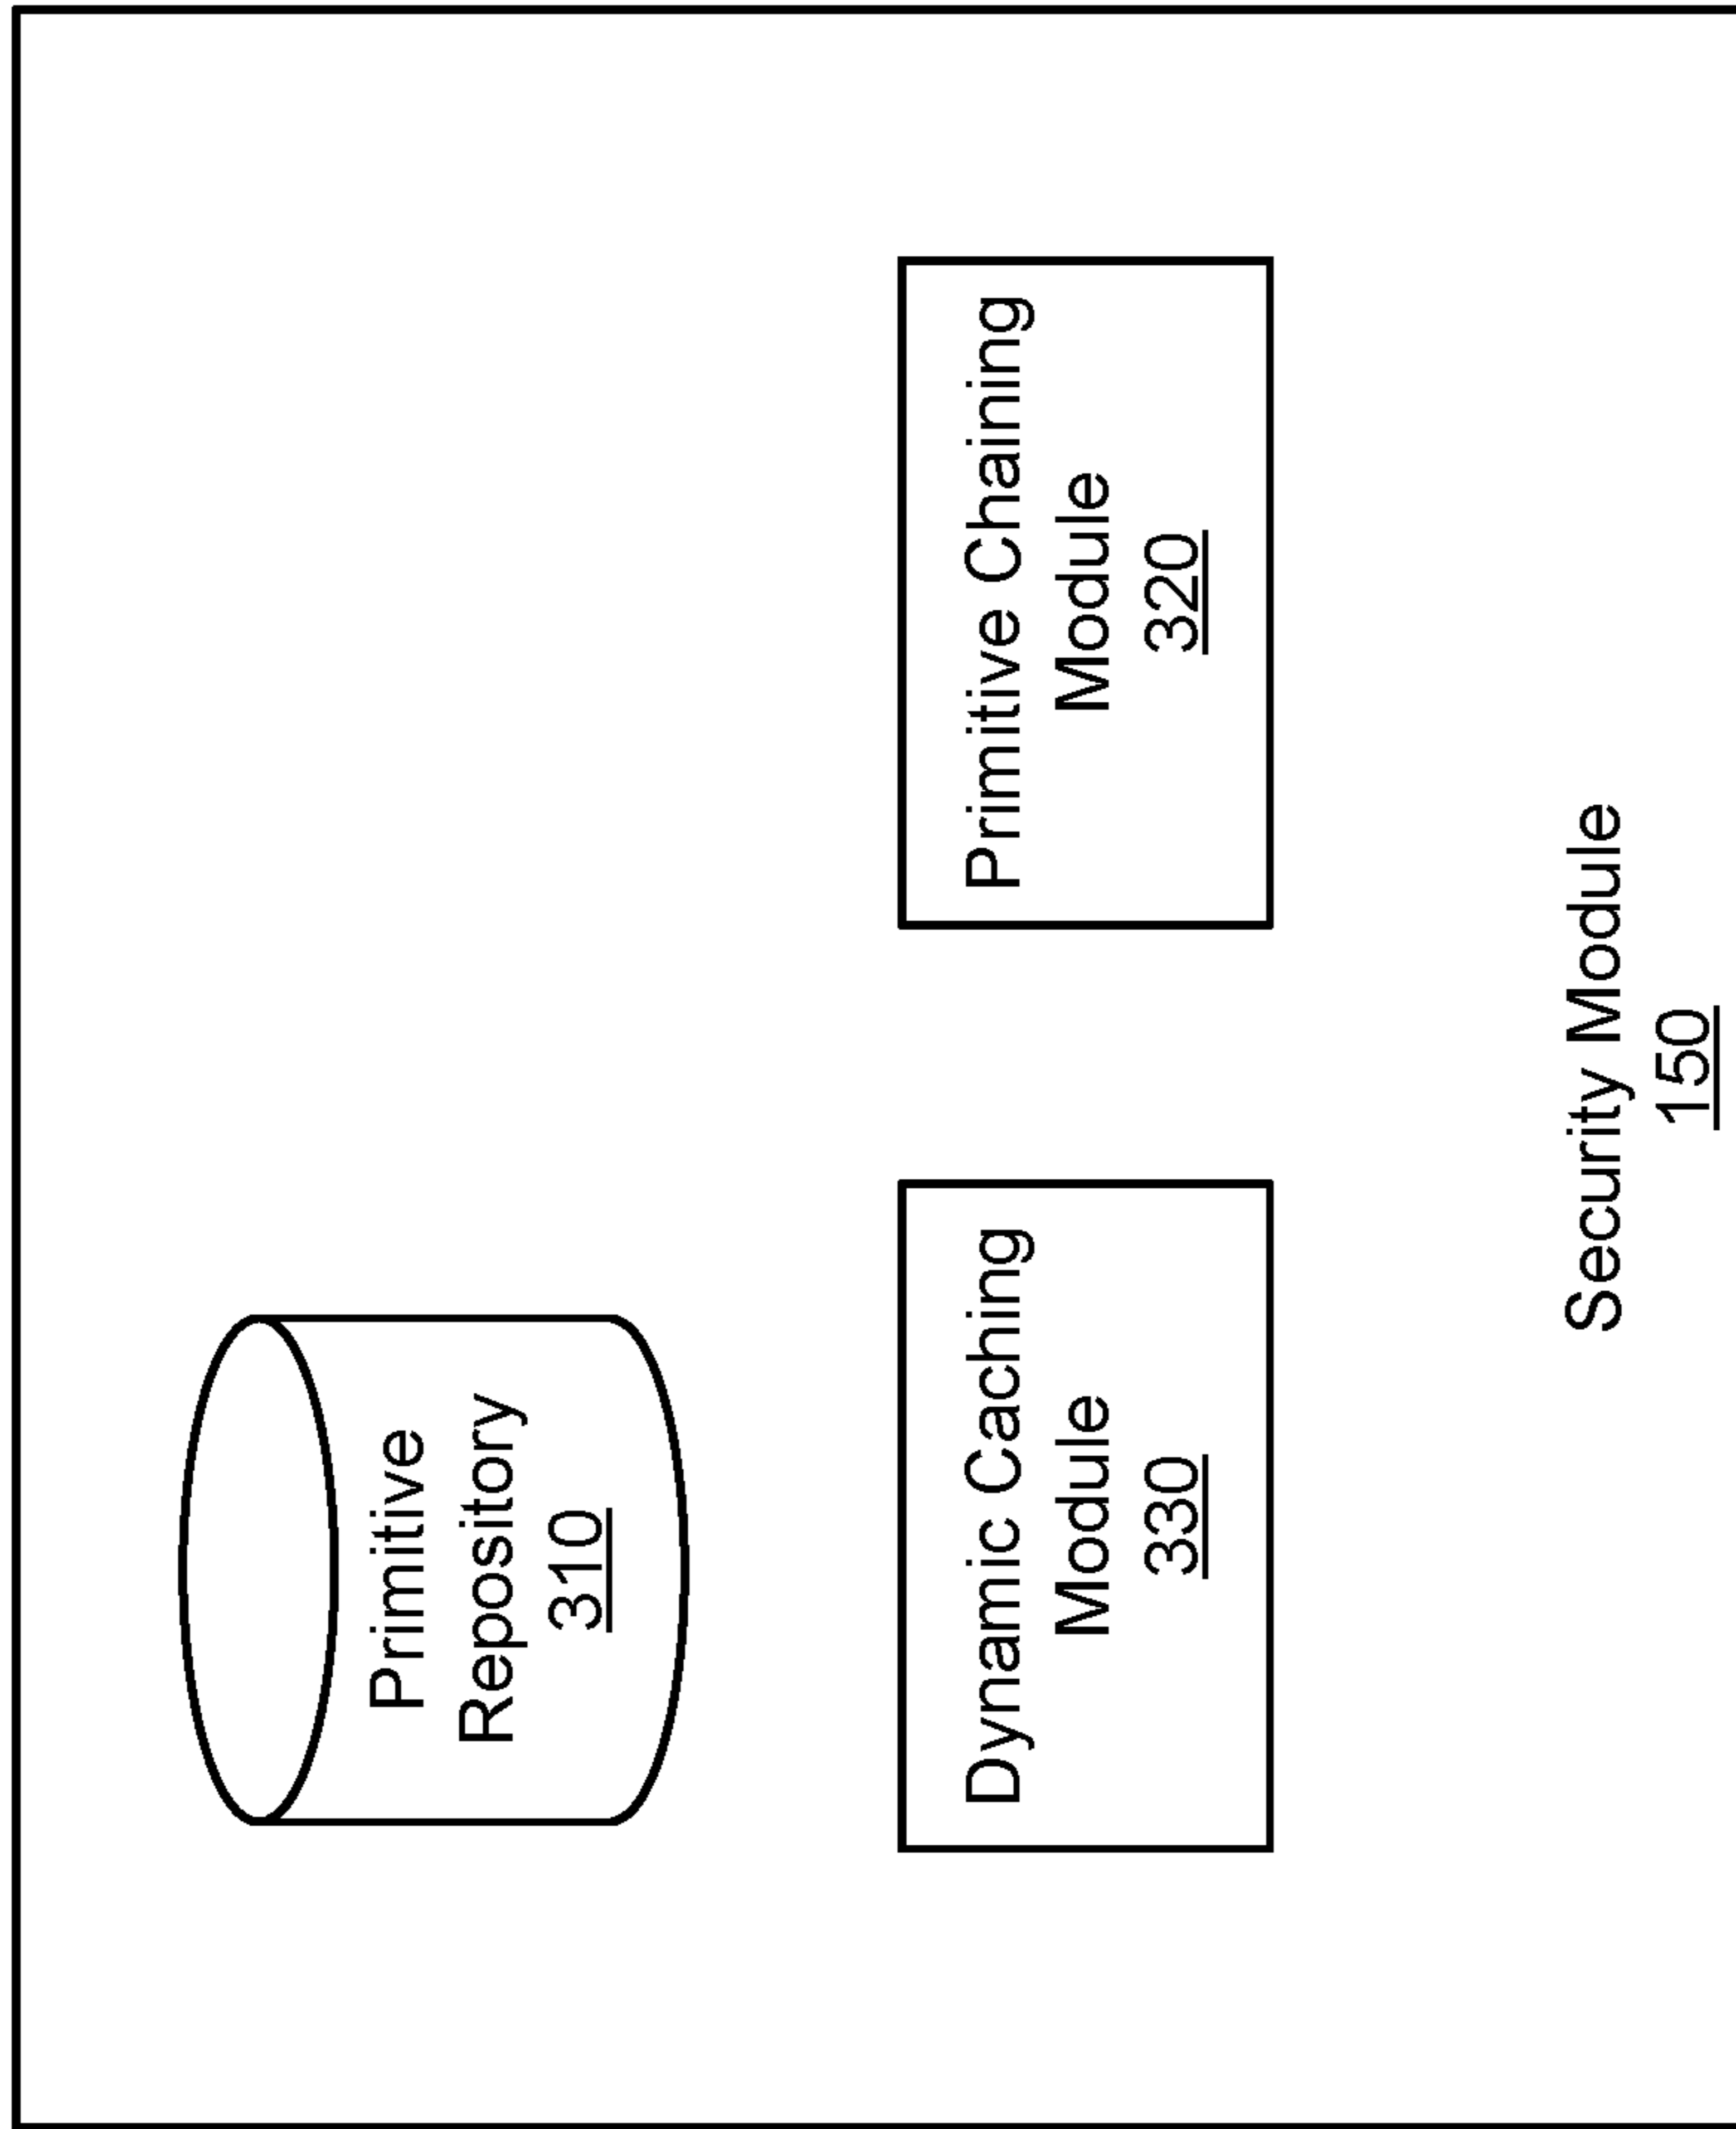 Primitive
Repository
310
Dynamic Caching
Module
330
Primitive Chaining
Module
320
Security Module
150